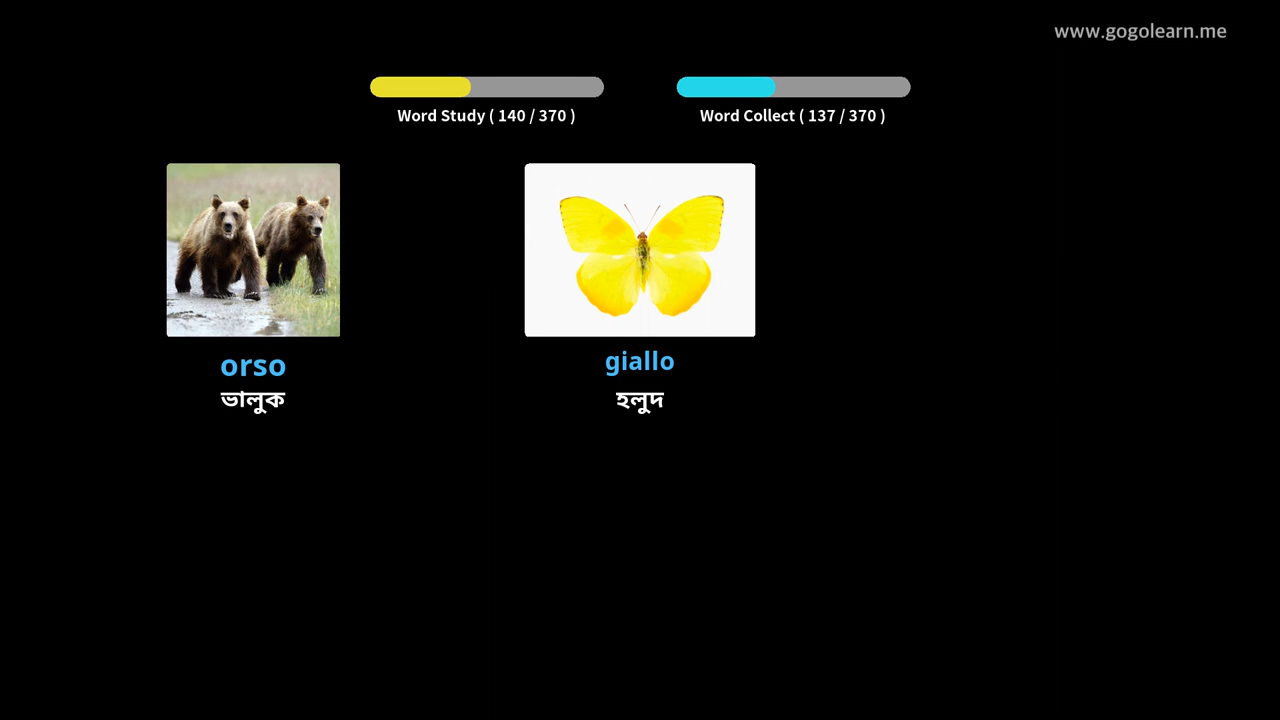 www.gogolearn.me
Word Study ( 140 / 370 )
Word Collect ( 137 / 370 )
orso
ভালুক
giallo
হলুদ